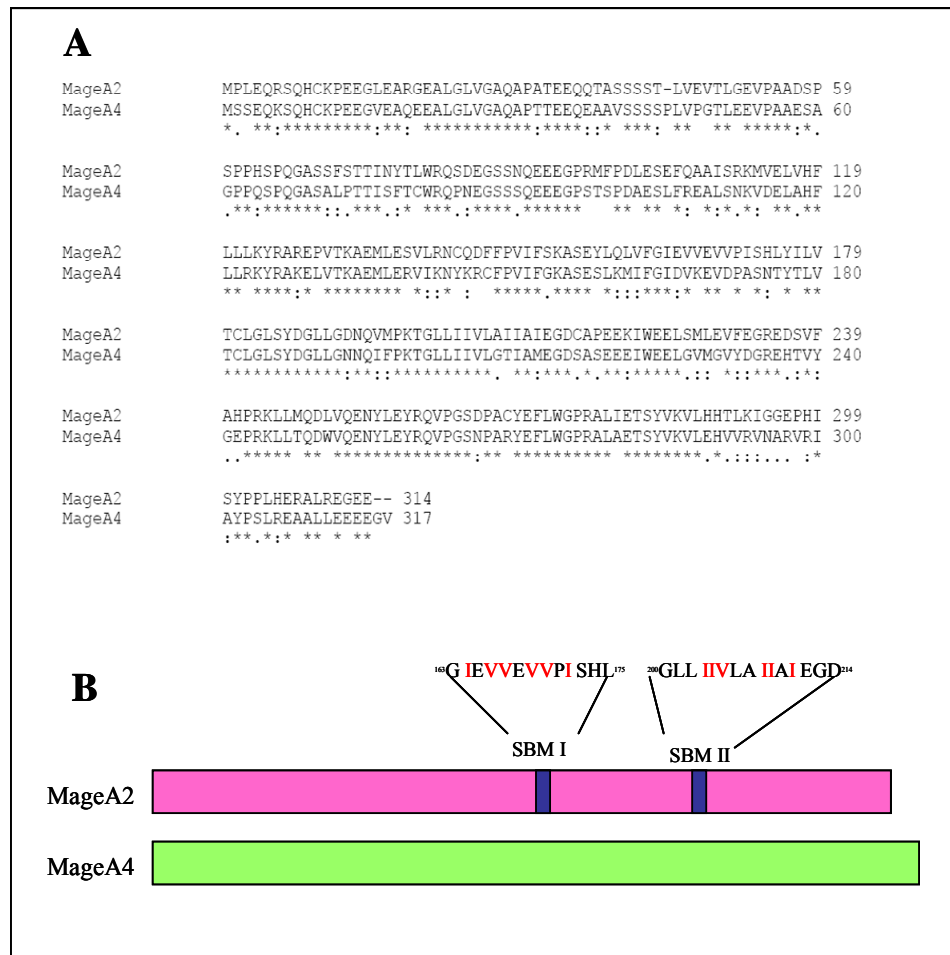 A
MageA2 MPLEQRSQHCKPEEGLEARGEALGLVGAQAPATEEQQTASSSST-LVEVTLGEVPAADSP 59
MageA4 MSSEQKSQHCKPEEGVEAQEEALGLVGAQAPTTEEQEAAVSSSSPLVPGTLEEVPAAESA 60
*. **:*********:**: ***********:****::* ***: ** ** *****:*.
MageA2 SPPHSPQGASSFSTTINYTLWRQSDEGSSNQEEEGPRMFPDLESEFQAAISRKMVELVHF 119
MageA4 GPPQSPQGASALPTTISFTCWRQPNEGSSSQEEEGPSTSPDAESLFREALSNKVDELAHF 120
.**:******::.***.:* ***.:****.****** ** ** *: *:*.*: **.**
MageA2 LLLKYRAREPVTKAEMLESVLRNCQDFFPVIFSKASEYLQLVFGIEVVEVVPISHLYILV 179
MageA4 LLRKYRAKELVTKAEMLERVIKNYKRCFPVIFGKASESLKMIFGIDVKEVDPASNTYTLV 180
** ****:* ******** *::* : *****.**** *:::***:* ** * *: * **
MageA2 TCLGLSYDGLLGDNQVMPKTGLLIIVLAIIAIEGDCAPEEKIWEELSMLEVFEGREDSVF 239
MageA4 TCLGLSYDGLLGNNQIFPKTGLLIIVLGTIAMEGDSASEEEIWEELGVMGVYDGREHTVY 240
************:**::**********. **:***.*.**:*****.:: *::***.:*:
MageA2 AHPRKLLMQDLVQENYLEYRQVPGSDPACYEFLWGPRALIETSYVKVLHHTLKIGGEPHI 299
MageA4 GEPRKLLTQDWVQENYLEYRQVPGSNPARYEFLWGPRALAETSYVKVLEHVVRVNARVRI 300
..***** ** **************:** ********** ********.*.:::... :*
MageA2 SYPPLHERALREGEE-- 314
MageA4 AYPSLREAALLEEEEGV 317
:**.*:* ** * **
B
163G IEVVEVVPI SHL175 200GLL IIVLA IIAI EGD214
SBM I SBM II
MageA2
MageA4